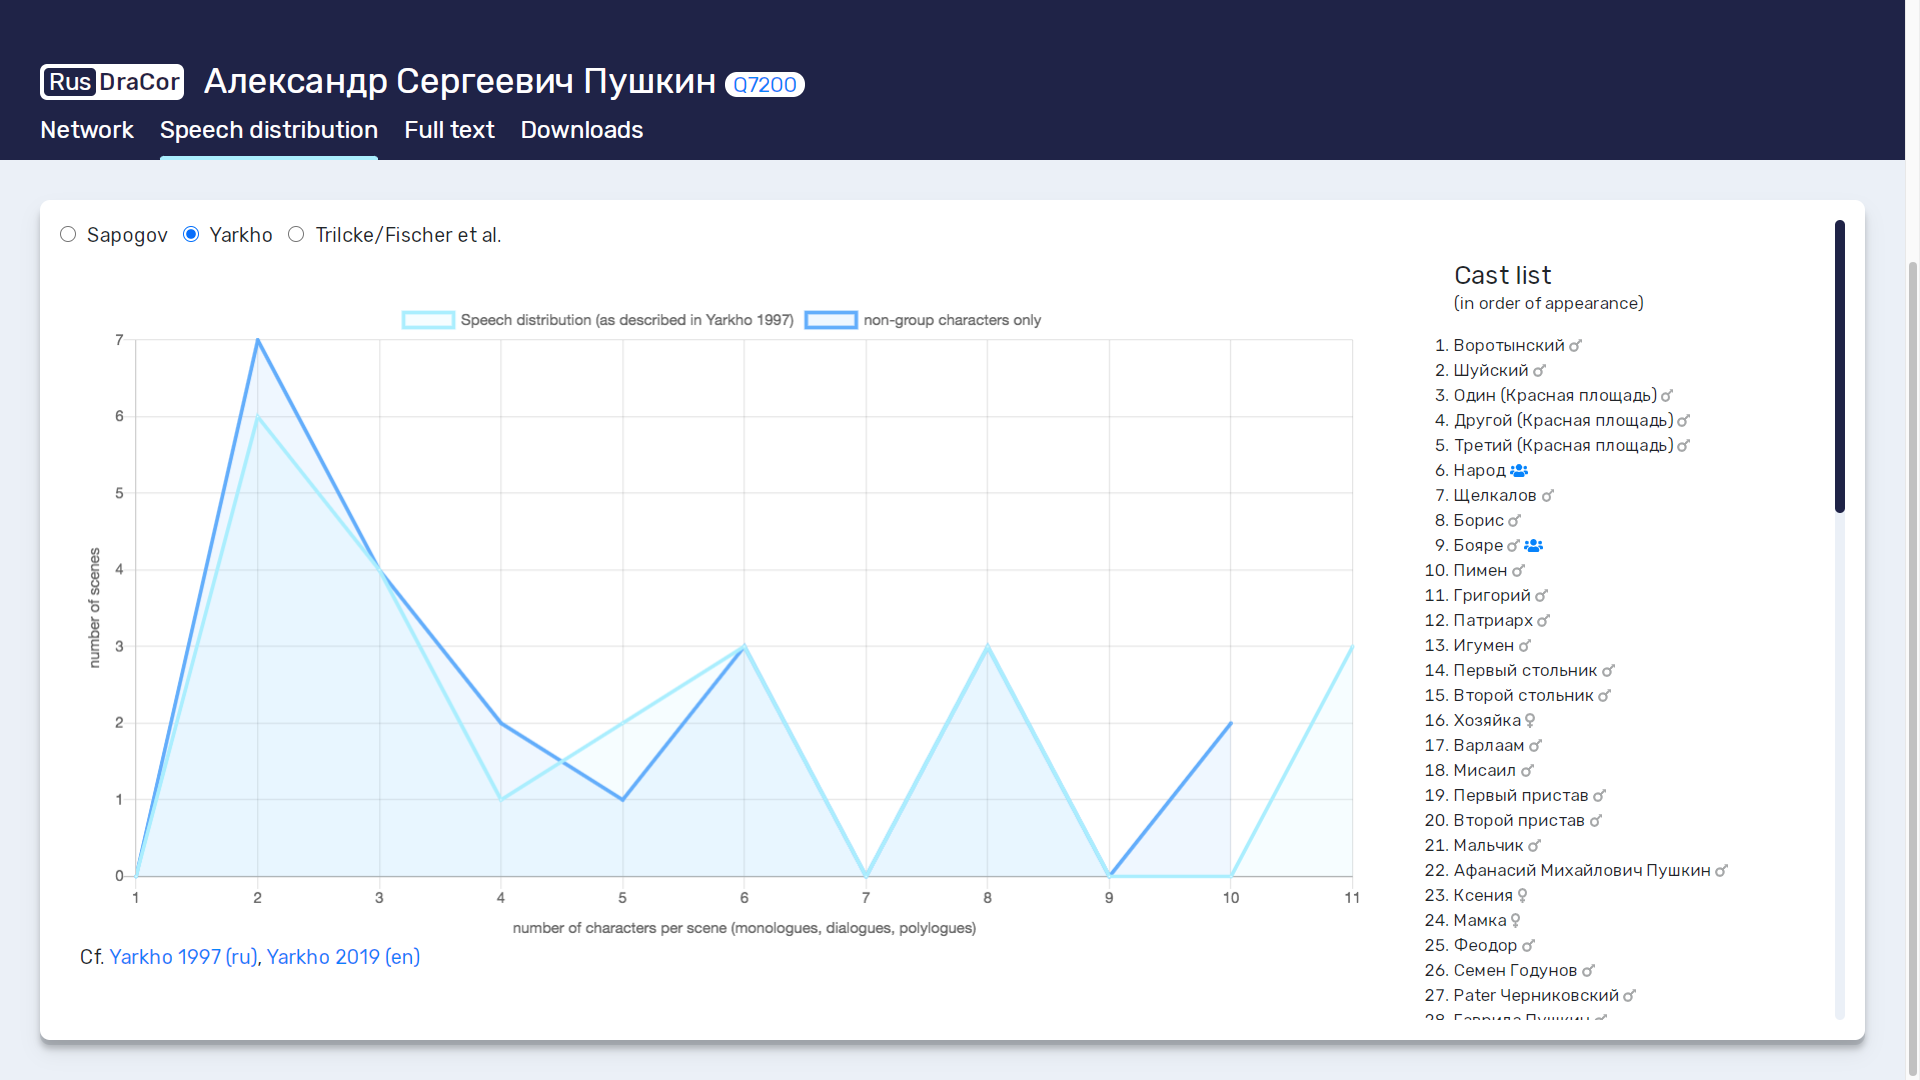 RusDraCor Александр Сергеевич Пушкин Q7200
Network Speech distribution Full text Downloads
Sapogov Yarkho Trilcke/Fischer et al.
Speech distribution (as described in Yarkho 1997) non-group characters only
7
6
5
4
3
2
1
0
number of scenes
1 2 3 4 5 6 7 8 9 10 11
number of characters per scene (monologues, dialogues, polylogues)
Cf. Yarkho 1997 (ru), Yarkho 2019 (en)
Cast list
(in order of appearance)
1. Воротынский ♂
2. Шуйский ♂
3. Один (Красная площадь) ♂
4. Другой (Красная площадь) ♂
5. Третий (Красная площадь) ♂
6. Народ
7. Щелкалов ♂
8. Борис ♂
9. Бояре ♂
10. Пимен ♂
11. Григорий ♂
12. Патриарх ♂
13. Игумен ♂
14. Первый стольник ♂
15. Второй стольник ♂
16. Хозяйка ♀
17. Варлаам ♂
18. Мисаил ♂
19. Первый пристав ♂
20. Второй пристав ♂
21. Мальчик ♂
22. Афанасий Михайлович Пушкин ♂
23. Ксения ♀
24. Мамка ♀
25. Феодор ♂
26. Семен Годунов ♂
27. Pater Черниковский ♂
28. Гаврила Пушкин ♂